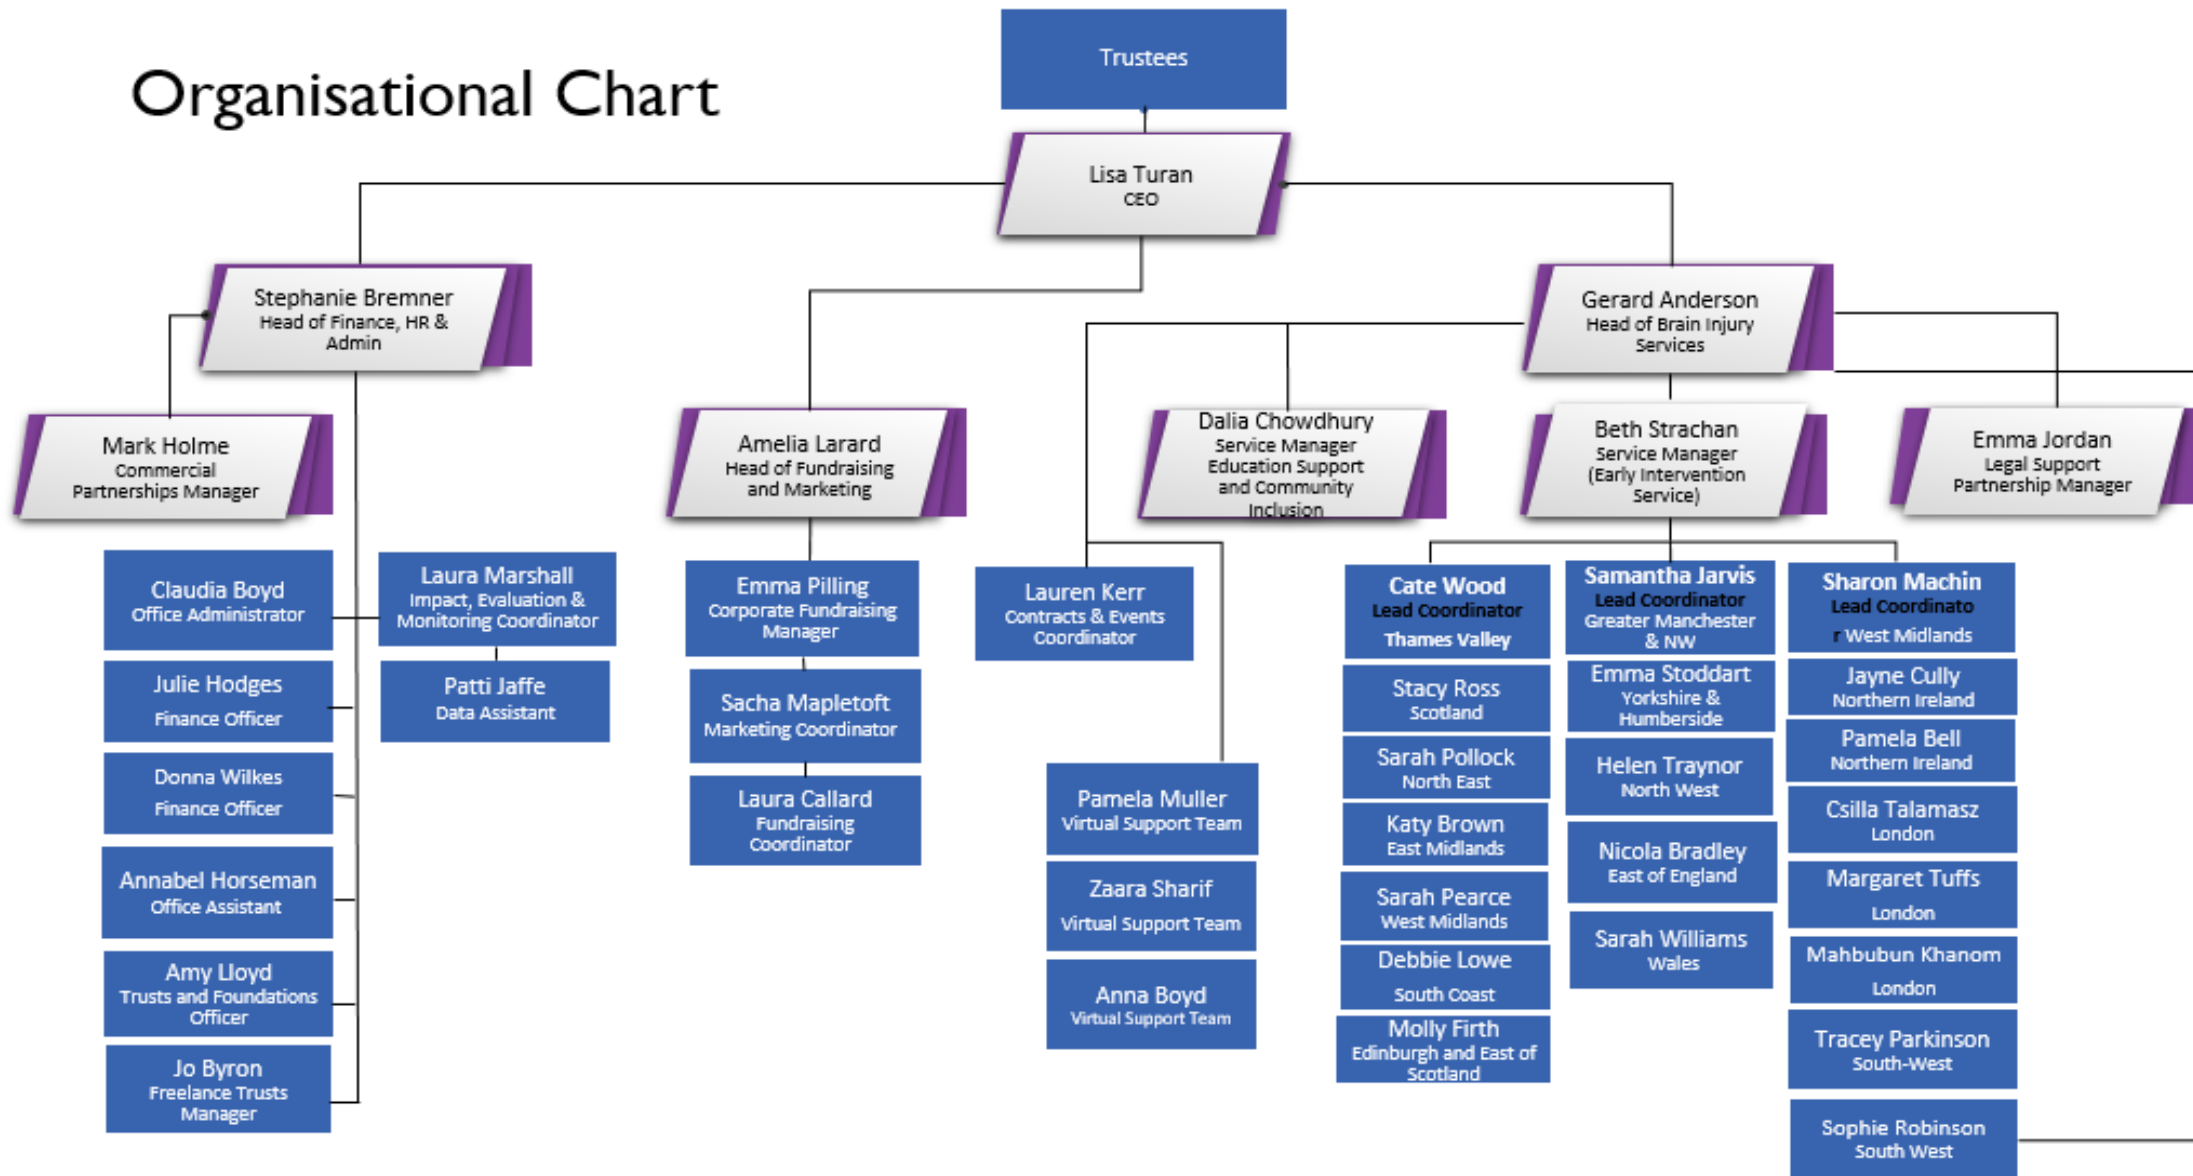 Organisational Chart
Trustees
Lisa Turan
CEO
Stephanie Bremner
Head of Finance, HR &
Admin
Gerard Anderson
Head of Brain Injury
Services
Mark Holme
Commercial
Partnerships Manager
Amelia Larard
Head of Fundraising
and Marketing
Dalia Chowdhury
Service Manager
Education Support
and Community
Inclusion
Beth Strachan
Service Manager
(Early Intervention
Service)
Emma Jordan
Legal Support
Partnership Manager
Claudia Boyd
Office Administrator
Julie Hodges
Finance Officer
Donna Wilkes
Finance Officer
Annabel Horseman
Office Assistant
Amy Lloyd
Trusts and Foundations
Officer
Jo Byron
Freelance Trusts
Manager
Laura Marshall
Impact, Evaluation &
Monitoring Coordinator
Patti Jaffe
Data Assistant
Emma Pilling
Corporate Fundraising
Manager
Sacha Mapletoft
Marketing Coordinator
Laura Callard
Fundraising
Coordinator
Lauren Kerr
Contracts & Events
Coordinator
Pamela Muller
Virtual Support Team
Zaara Sharif
Virtual Support Team
Anna Boyd
Virtual Support Team
Cate Wood
Lead Coordinator
Thames Valley
Stacy Ross
Scotland
Sarah Pollock
North East
Katy Brown
East Midlands
Sarah Pearce
West Midlands
Debbie Lowe
South Coast
Molly Firth
Edinburgh and East of
Scotland
Samantha Jarvis
Lead Coordinator
Greater Manchester
& NW
Emma Stoddart
Yorkshire &
Humberside
Helen Traynor
North West
Nicola Bradley
East of England
Sarah Williams
Wales
Sharon Machin
Lead Coordinato
r West Midlands
Jayne Cully
Northern Ireland
Pamela Bell
Northern Ireland
Csilla Talamasz
London
Margaret Tuffs
London
Mahbubun Khanom
London
Tracey Parkinson
South-West
Sophie Robinson
South West